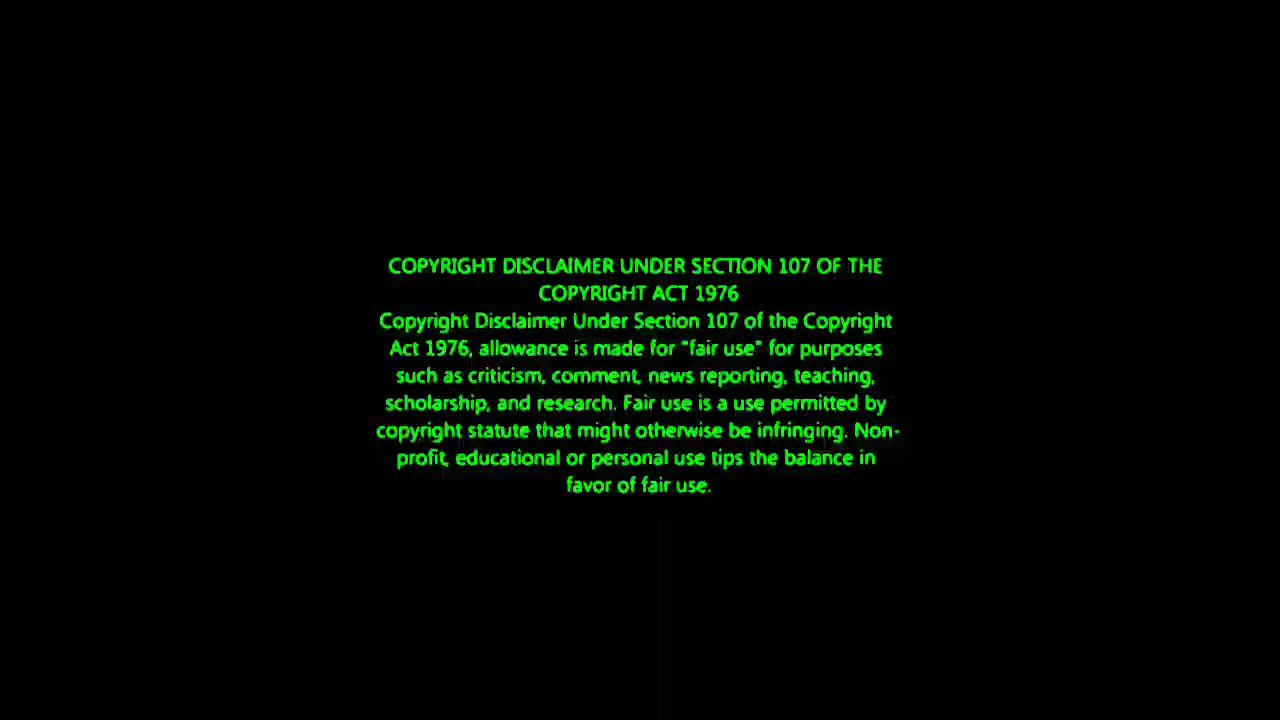 COPYRIGHT DISCLAIMER UNDER SECTION 107 OF THE
COPYRIGHT ACT 1976
Copyright Disclaimer Under Section 107 of the Copyright
Act 1976, allowance is made for "fair use" for purposes
such as criticism, comment, news reporting, teaching,
scholarship, and research. Fair use is a use permitted by
copyright statute that might otherwise be infringing. Non-
profit, educational or personal use tips the balance in
favor of fair use.